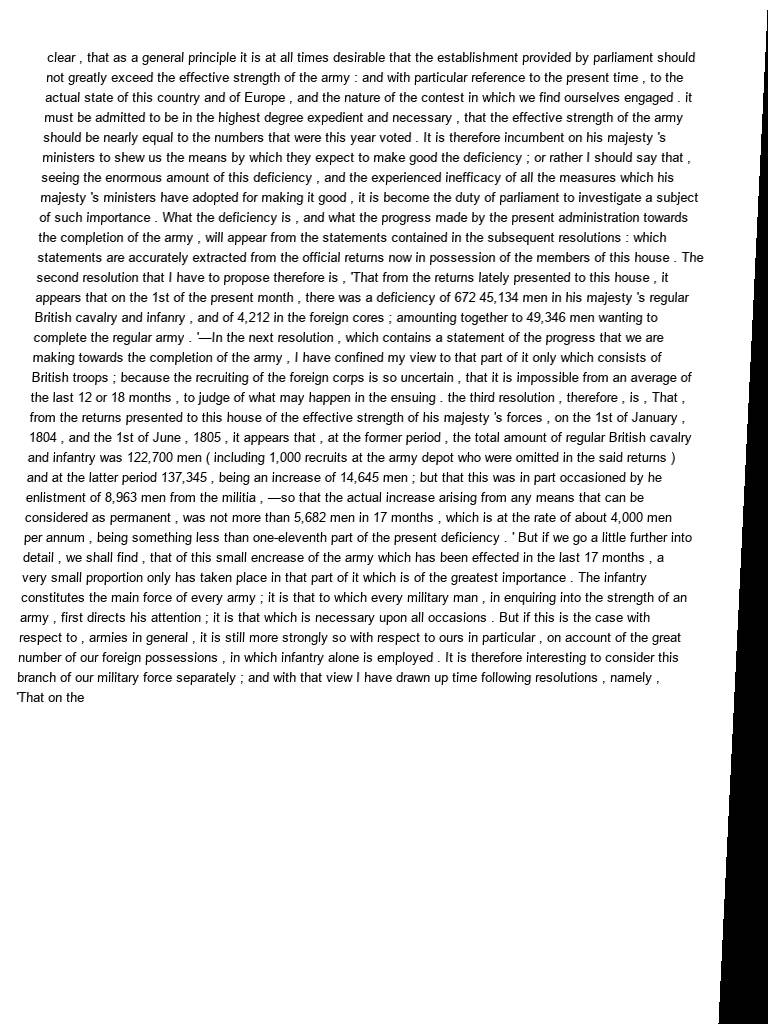 clear , that as a general principle it is at all times desirable that the establishment provided by parliament should
not greatly exceed the effective strength of the army : and with particular reference to the present time , to the
actual state of this country and of Europe , and the nature of the contest in which we find ourselves engaged . it
must be admitted to be in the highest degree expedient and necessary , that the effective strength of the army
should be nearly equal to the numbers that were this year voted . It is therefore incumbent on his majesty 's
ministers to shew us the means by which they expect to make good the deficiency ; or rather I should say that ,
seeing the enormous amount of this deficiency , and the experienced inefficacy of all the measures which his
majesty 's ministers have adopted for making it good , it is become the duty of parliament to investigate a subject
of such importance . What the deficiency is , and what the progress made by the present administration towards
the completion of the army , will appear from the statements contained in the subsequent resolutions : which
statements are accurately extracted from the official returns now in possession of the members of this house . The
second resolution that I have to propose therefore is , 'That from the returns lately presented to this house , it
appears that on the 1st of the present month , there was a deficiency of 672 45,134 men in his majesty 's regular
British cavalry and infanry , and of 4,212 in the foreign cores ; amounting together to 49,346 men wanting to
complete the regular army . '—In the next resolution , which contains a statement of the progress that we are
making towards the completion of the army , I have confined my view to that part of it only which consists of
British troops ; because the recruiting of the foreign corps is so uncertain , that it is impossible from an average of
the last 12 or 18 months , to judge of what may happen in the ensuing . the third resolution , therefore , is , That ,
from the returns presented to this house of the effective strength of his majesty 's forces , on the 1st of January ,
1804 , and the 1st of June , 1805 , it appears that , at the former period , the total amount of regular British cavalry
and infantry was 122,700 men ( including 1,000 recruits at the army depot who were omitted in the said returns )
and at the latter period 137,345 , being an increase of 14,645 men ; but that this was in part occasioned by he
enlistment of 8,963 men from the militia , —so that the actual increase arising from any means that can be
considered as permanent , was not more than 5,682 men in 17 months , which is at the rate of about 4,000 men
per annum , being something less than one-eleventh part of the present deficiency . ' But if we go a little further into
detail , we shall find , that of this small encrease of the army which has been effected in the last 17 months , a
very small proportion only has taken place in that part of it which is of the greatest importance . The infantry
constitutes the main force of every army ; it is that to which every military man , in enquiring into the strength of an
army , first directs his attention ; it is that which is necessary upon all occasions . But if this is the case with
respect to , armies in general , it is still more strongly so with respect to ours in particular , on account of the great
number of our foreign possessions , in which infantry alone is employed . It is therefore interesting to consider this
branch of our military force separately ; and with that view I have drawn up time following resolutions , namely ,
'That on the